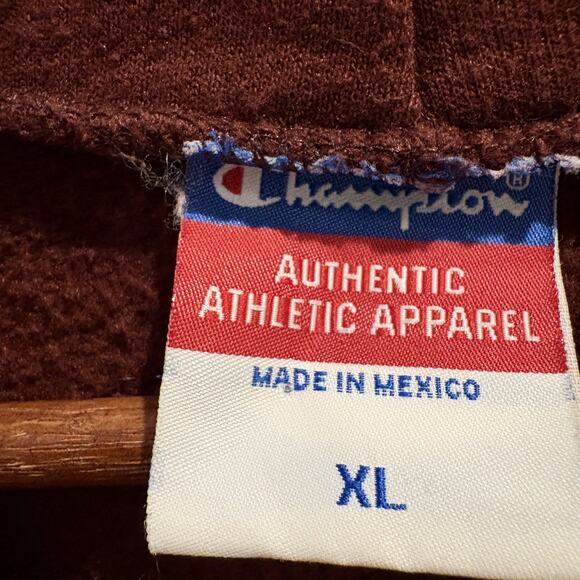 Champion®
AUTHENTIC
ATHLETIC APPAREL
MADE IN MEXICO
XL